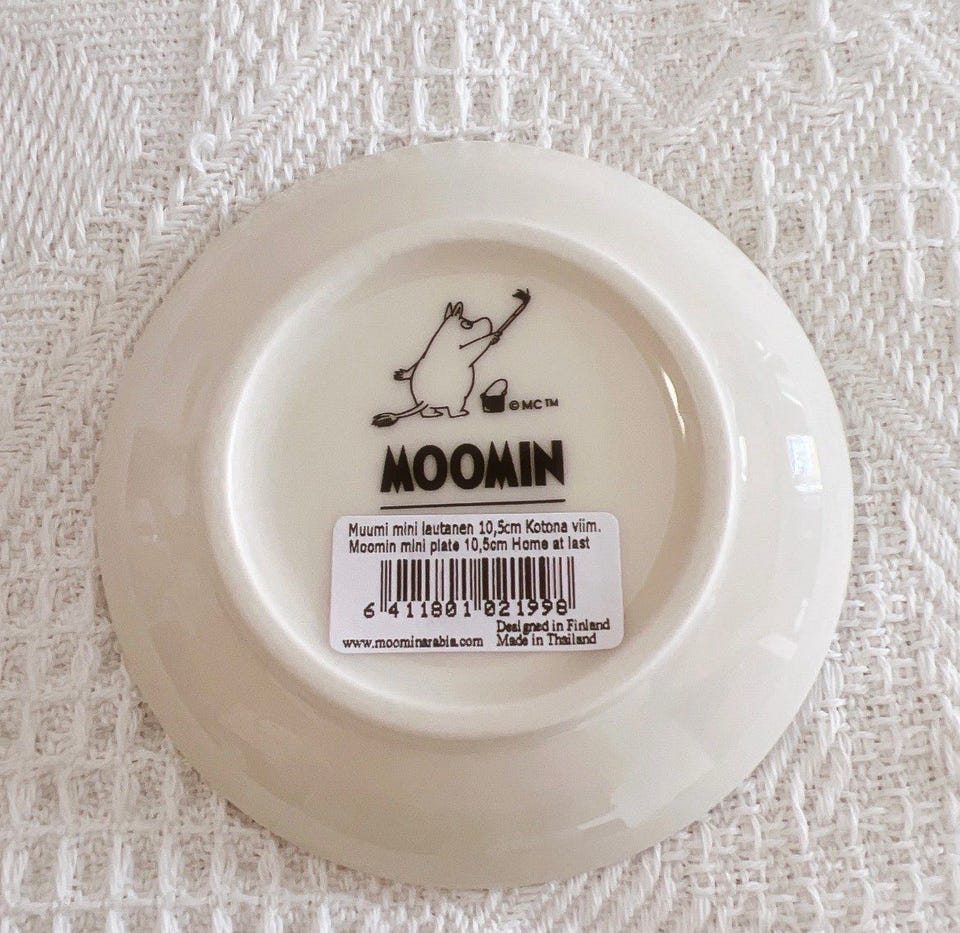 ©MC™
MOOMIN
Muumi mini lautanen 10,5cm Kotona viim.
Moomin mini plate 10,5cm Home at last
6 411801 021998
Designed in Finland
www.moominarabia.com Made in Thailand